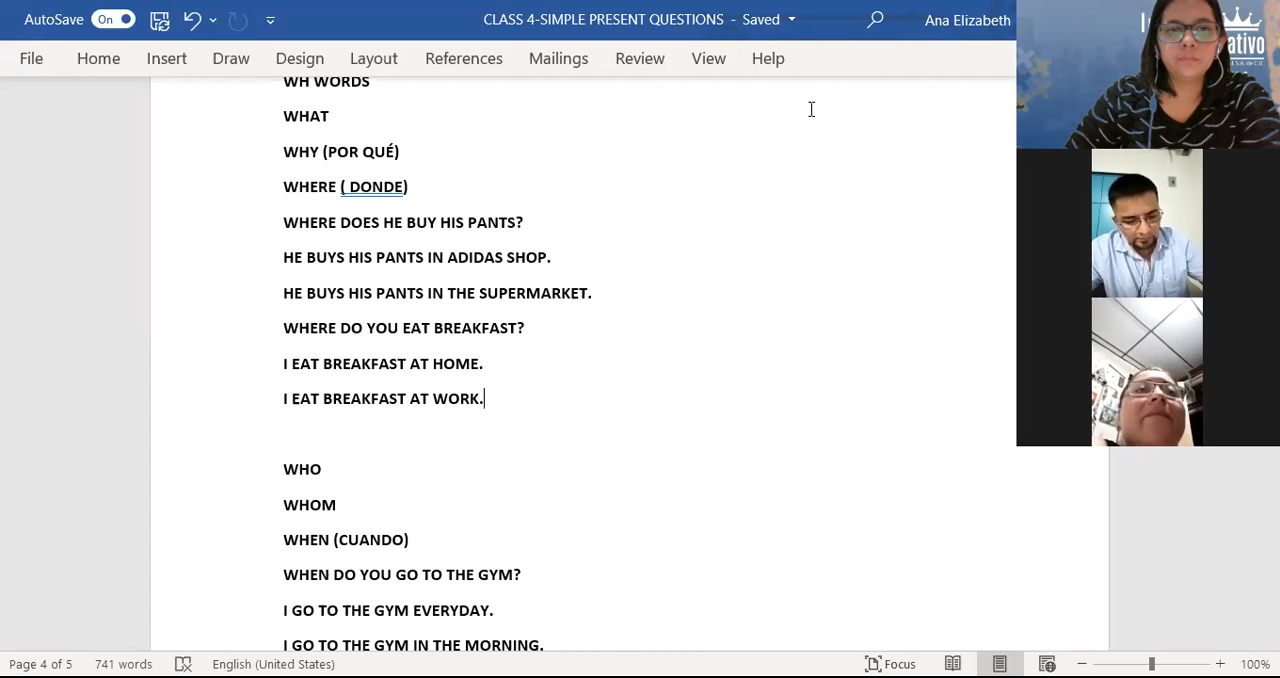 AutoSave On CLASS 4-SIMPLE PRESENT QUESTIONS - Saved Ana Elizabeth
File Home Insert Draw Design Layout References Mailings Review View Help
WH WORDS
WHAT
WHY (POR QUÉ)
WHERE ( DONDE)
WHERE DOES HE BUY HIS PANTS?
HE BUYS HIS PANTS IN ADIDAS SHOP.
HE BUYS HIS PANTS IN THE SUPERMARKET.
WHERE DO YOU EAT BREAKFAST?
I EAT BREAKFAST AT HOME.
I EAT BREAKFAST AT WORK.
WHO
WHOM
WHEN (CUANDO)
WHEN DO YOU GO TO THE GYM?
I GO TO THE GYM EVERYDAY.
I GO TO THE GYM IN THE MORNING.
Page 4 of 5 741 words English (United States) Focus 100%